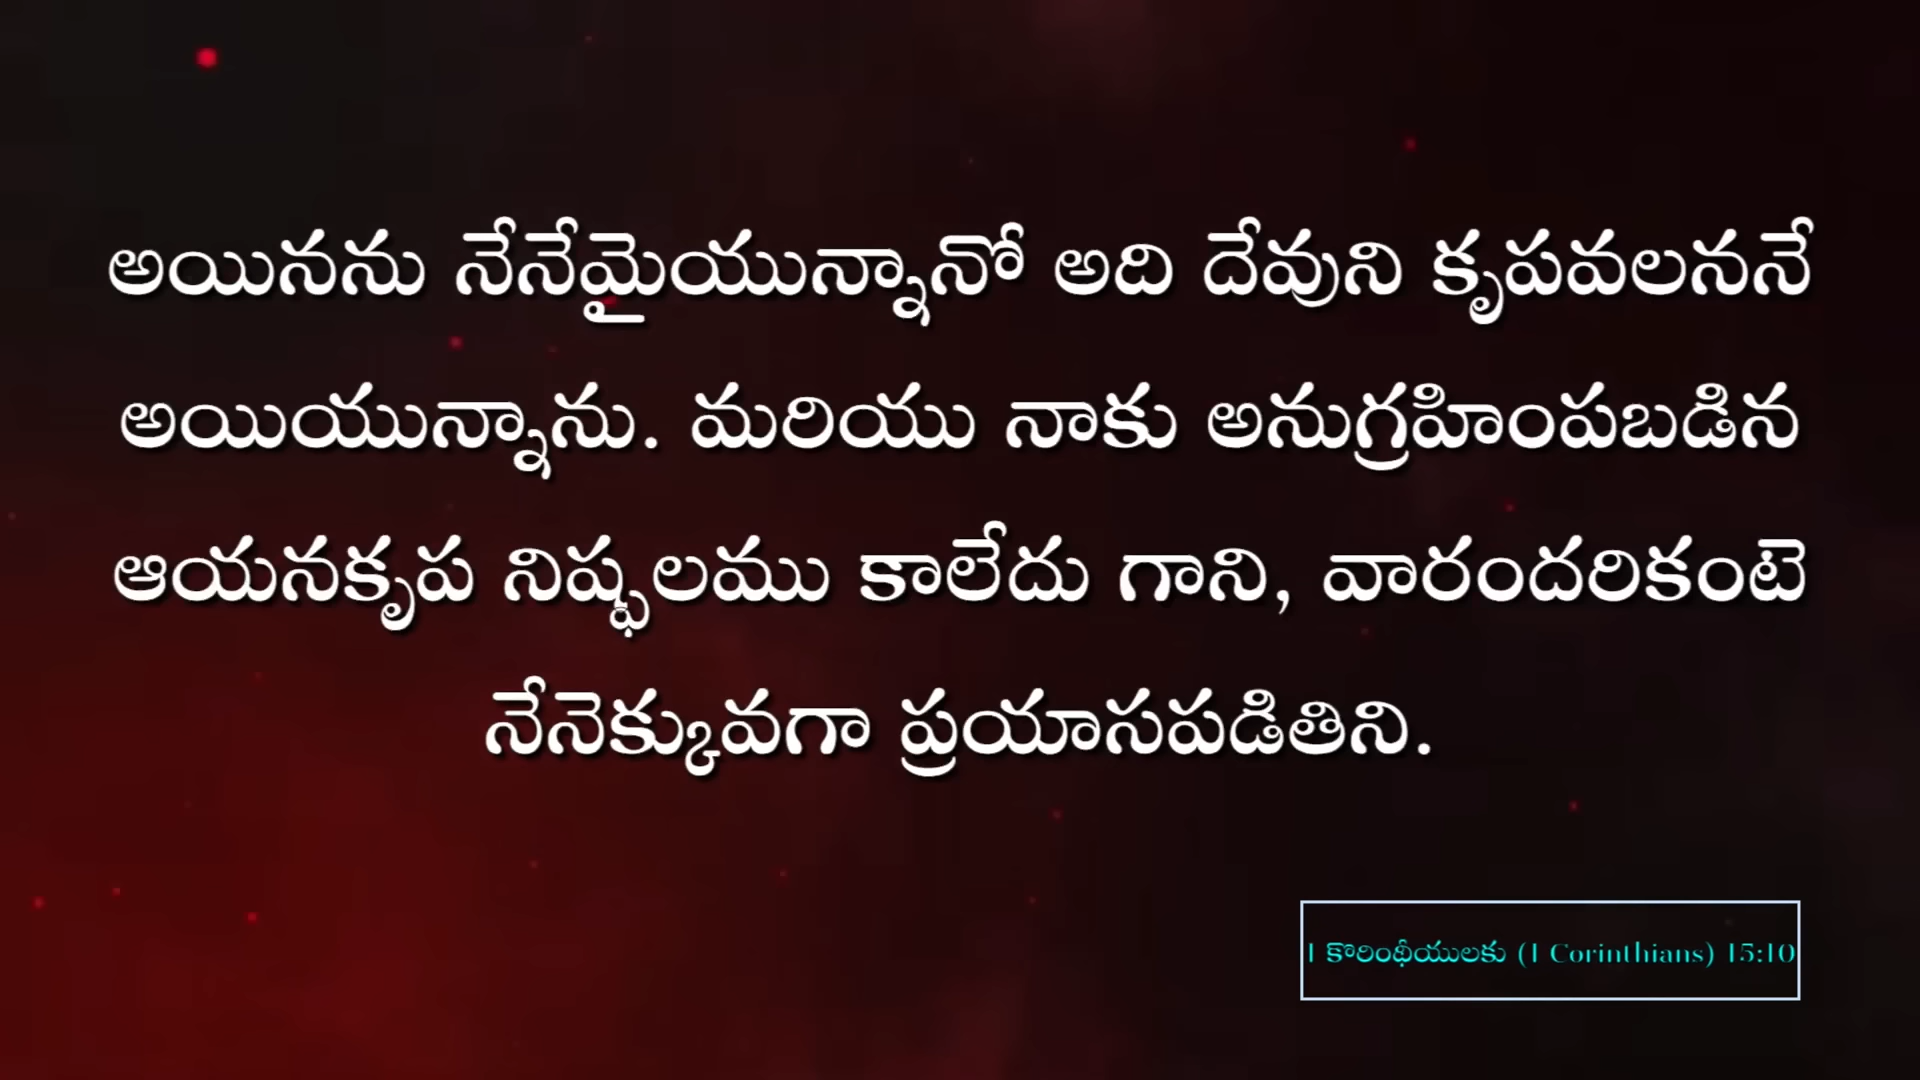 అయినను నేనేమైయున్నానో అది దేవుని కృపవలననే
అయియున్నాను. మరియు నాకు అనుగ్రహింపబడిన
ఆయనకృప నిష్ఫలము కాలేదు గాని, వారందరికంటె
నేనెక్కువగా ప్రయాసపడితిని.
1 కొరింథీయులకు (1 Corinthians) 15:10